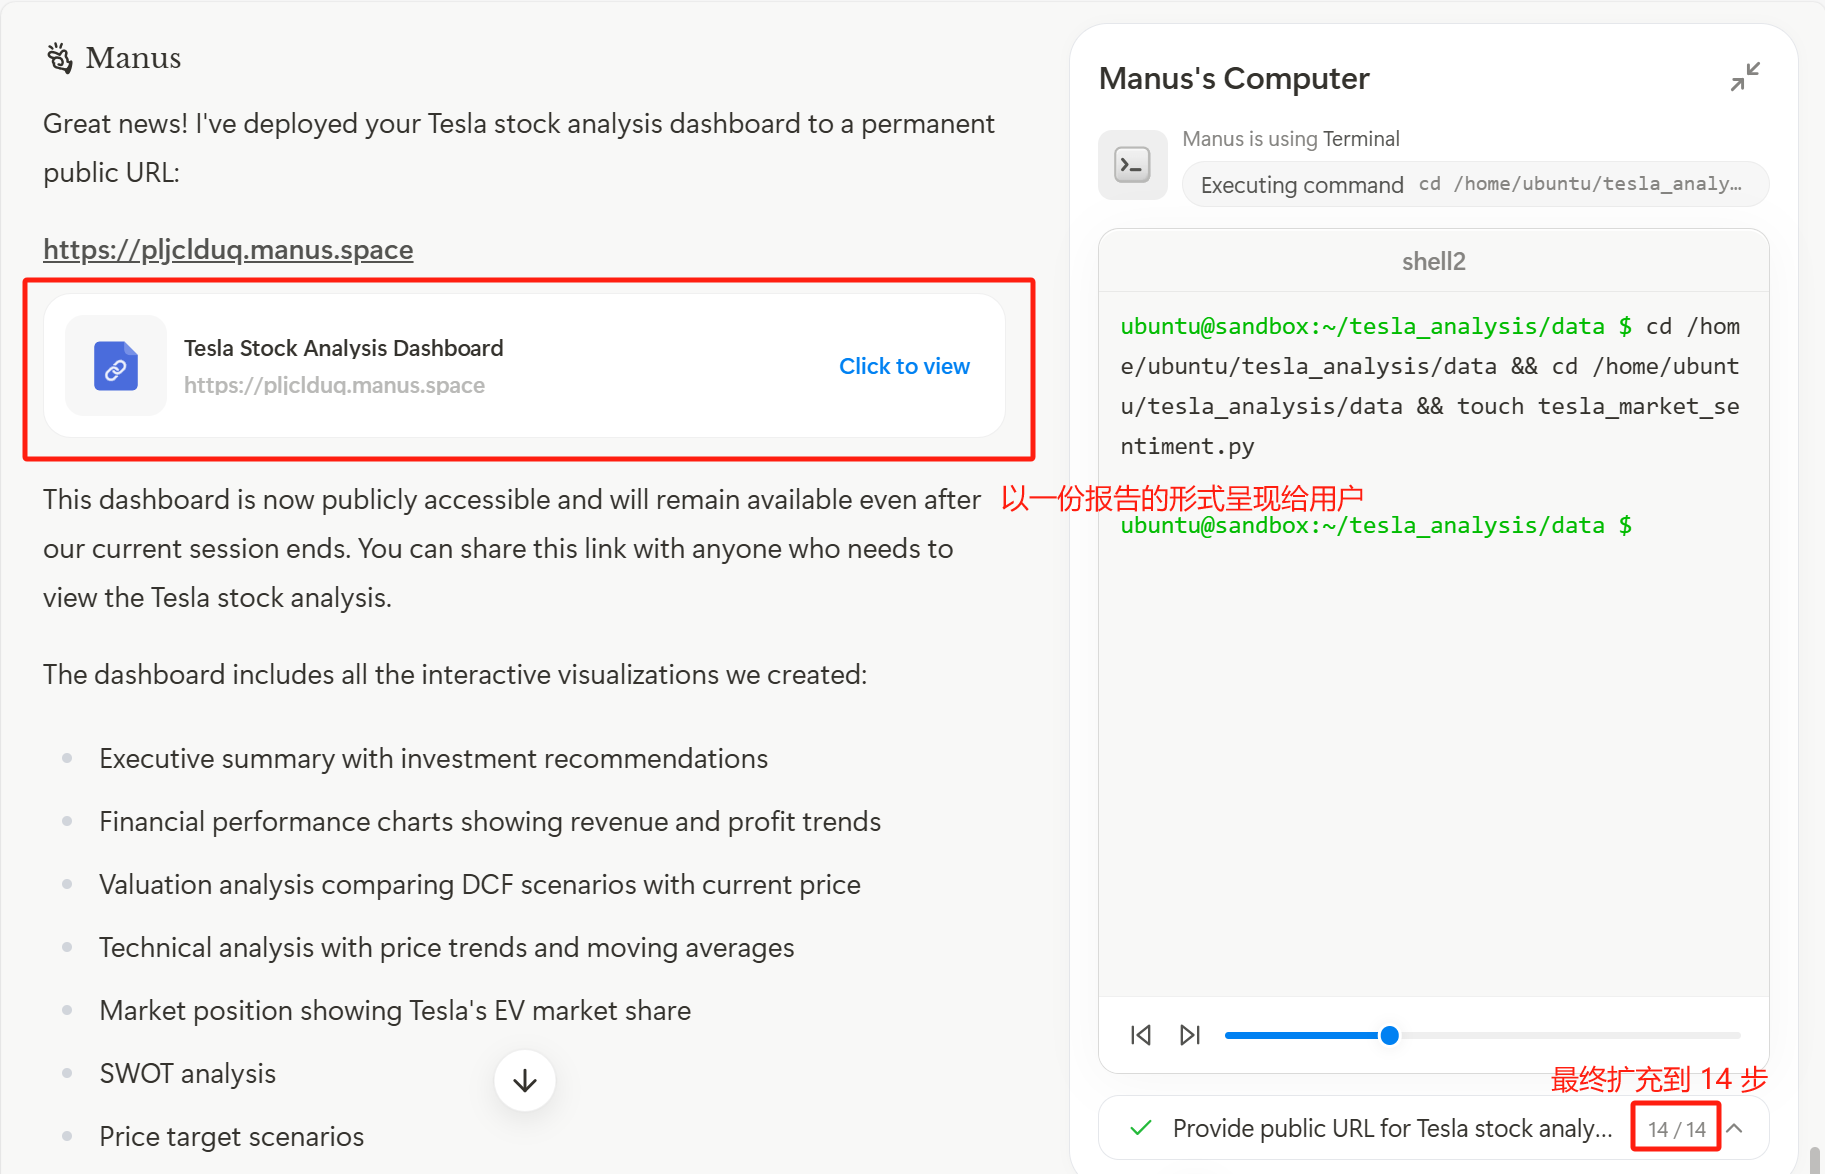 Manus
Great news! I've deployed your Tesla stock analysis dashboard to a permanent
public URL:
https://pljclduq.manus.space
Tesla Stock Analysis Dashboard
https://pljclduq.manus.space
Click to view
This dashboard is now publicly accessible and will remain available even after
our current session ends. You can share this link with anyone who needs to
view the Tesla stock analysis.
The dashboard includes all the interactive visualizations we created:
Executive summary with investment recommendations
Financial performance charts showing revenue and profit trends
Valuation analysis comparing DCF scenarios with current price
Technical analysis with price trends and moving averages
Market position showing Tesla's EV market share
SWOT analysis
Price target scenarios
Manus's Computer
Manus is using Terminal
Executing command cd /home/ubuntu/tesla_analy…
shell2
ubuntu@sandbox:~/tesla_analysis/data $ cd /hom
e/ubuntu/tesla_analysis/data && cd /home/ubunt
u/tesla_analysis/data && touch tesla_market_se
ntiment.py
以一份报告的形式呈现给用户
ubuntu@sandbox:~/tesla_analysis/data $
最终扩充到 14 步
Provide public URL for Tesla stock analy... 14 / 14